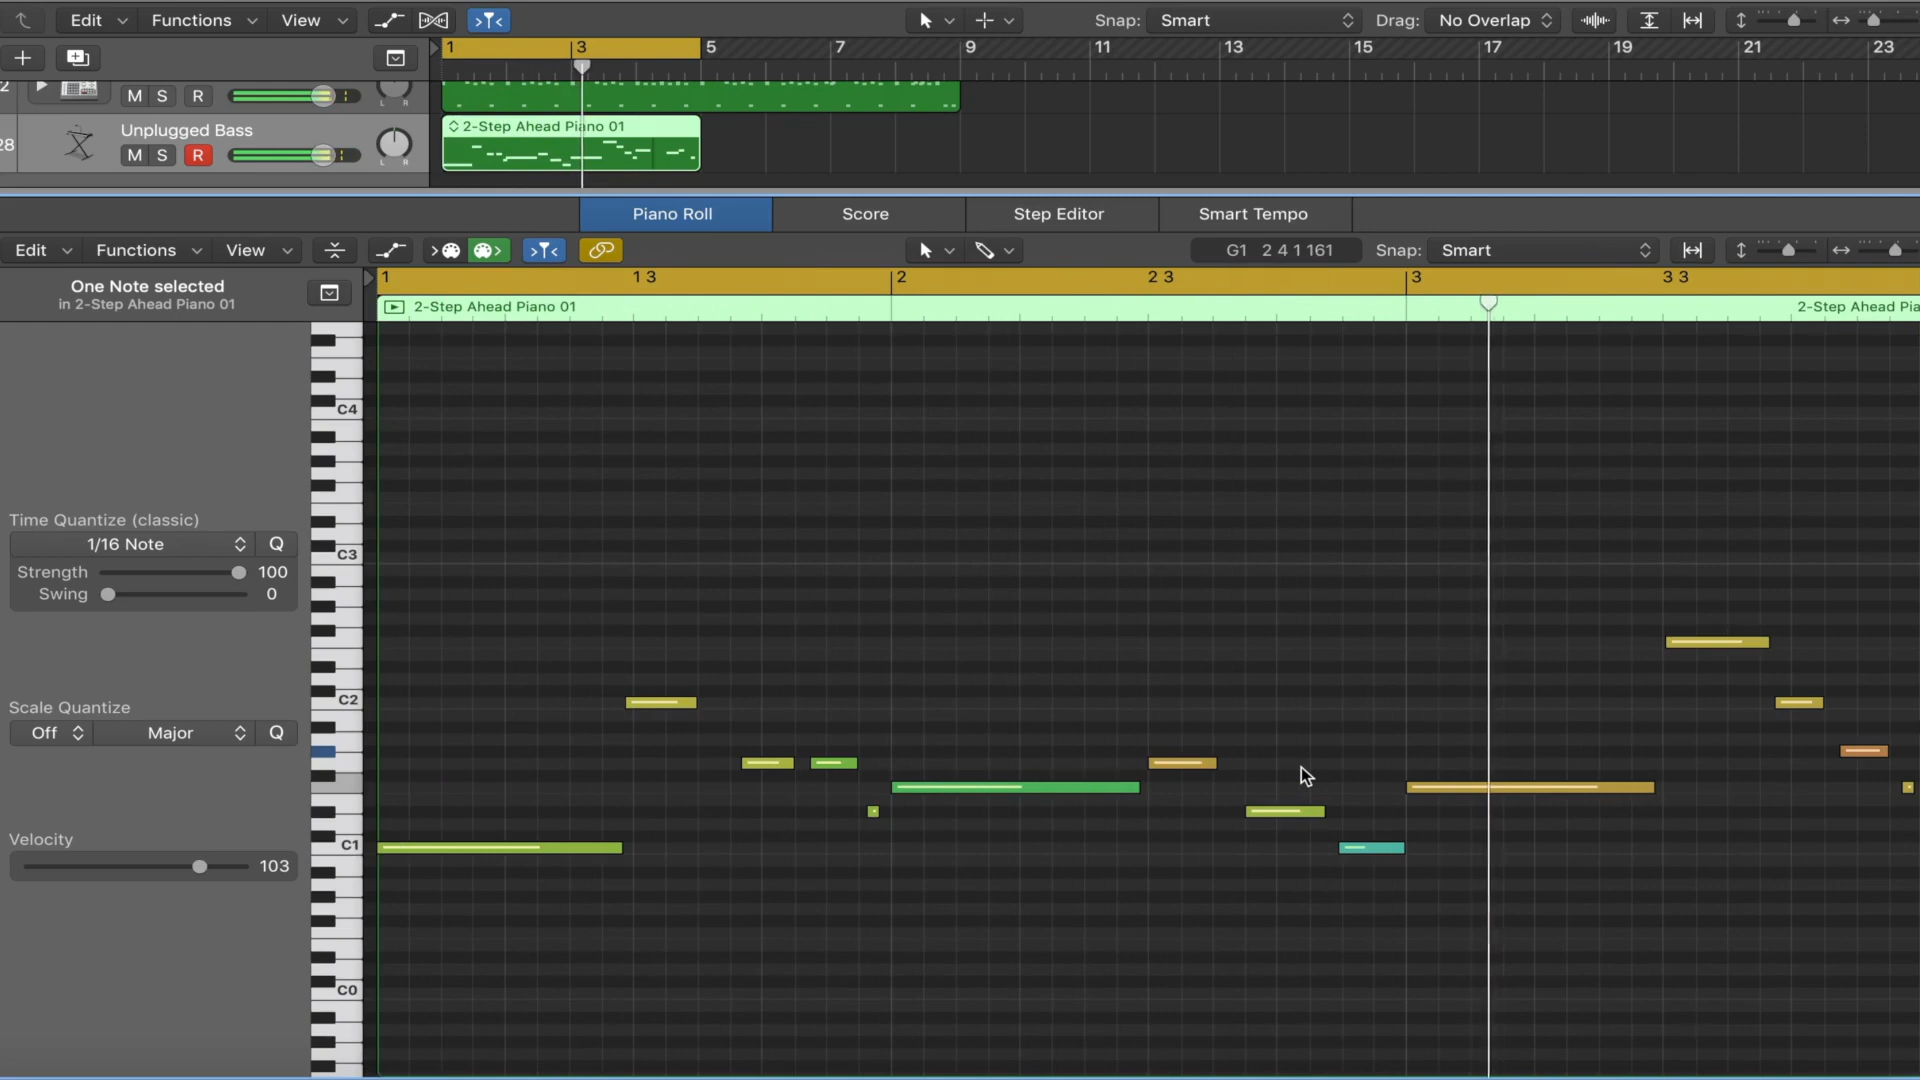 Edit Functions View Snap: Smart Drag: No Overlap
1 3 5 7 9 11 13 15 17 19 21 23
2 M S R L R
Unplugged Bass 2-Step Ahead Piano 01
28 M S R L R
Piano Roll Score Step Editor Smart Tempo
Edit Functions View G1 2 4 1 161 Snap: Smart
One Note selected 1 1 3 2 2 3 3 3 3
in 2-Step Ahead Piano 01 2-Step Ahead Piano 01 2-Step Ahead Pia
C4
Time Quantize (classic)
1/16 Note Q C3
Strength 100
Swing 0
Scale Quantize C2
Off Major Q
Velocity C1
103
C0